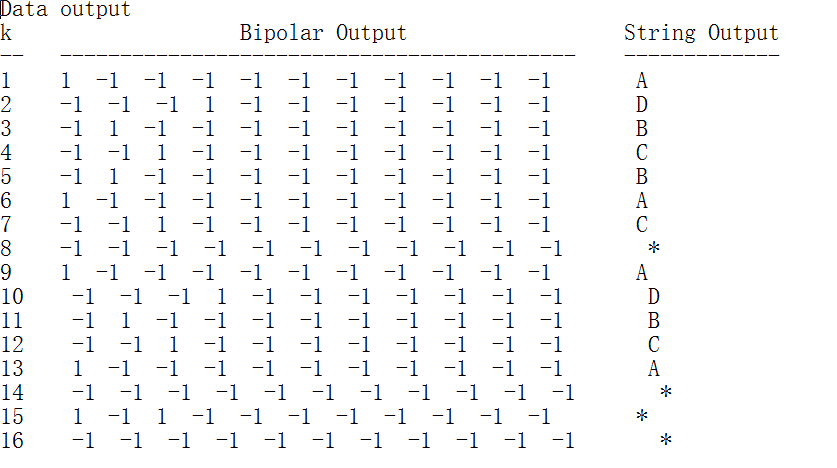 Data output
k                   Bipolar Output                  String Output
--   -------------------------------------------    -------------
1    1  -1  -1  -1  -1  -1  -1  -1  -1  -1  -1       A
2    -1  -1  -1  1  -1  -1  -1  -1  -1  -1  -1       D
3    -1  1  -1  -1  -1  -1  -1  -1  -1  -1  -1       B
4    -1  -1  1  -1  -1  -1  -1  -1  -1  -1  -1       C
5    -1  1  -1  -1  -1  -1  -1  -1  -1  -1  -1       B
6    1  -1  -1  -1  -1  -1  -1  -1  -1  -1  -1       A
7    -1  -1  1  -1  -1  -1  -1  -1  -1  -1  -1       C
8    -1  -1  -1  -1  -1  -1  -1  -1  -1  -1  -1       *
9    1  -1  -1  -1  -1  -1  -1  -1  -1  -1  -1       A
10    -1  -1  -1  1  -1  -1  -1  -1  -1  -1  -1       D
11    -1  1  -1  -1  -1  -1  -1  -1  -1  -1  -1       B
12    -1  -1  1  -1  -1  -1  -1  -1  -1  -1  -1       C
13    1  -1  -1  -1  -1  -1  -1  -1  -1  -1  -1       A
14    -1  -1  -1  -1  -1  -1  -1  -1  -1  -1  -1       *
15    1  -1  1  -1  -1  -1  -1  -1  -1  -1  -1       *
16    -1  -1  -1  -1  -1  -1  -1  -1  -1  -1  -1       *